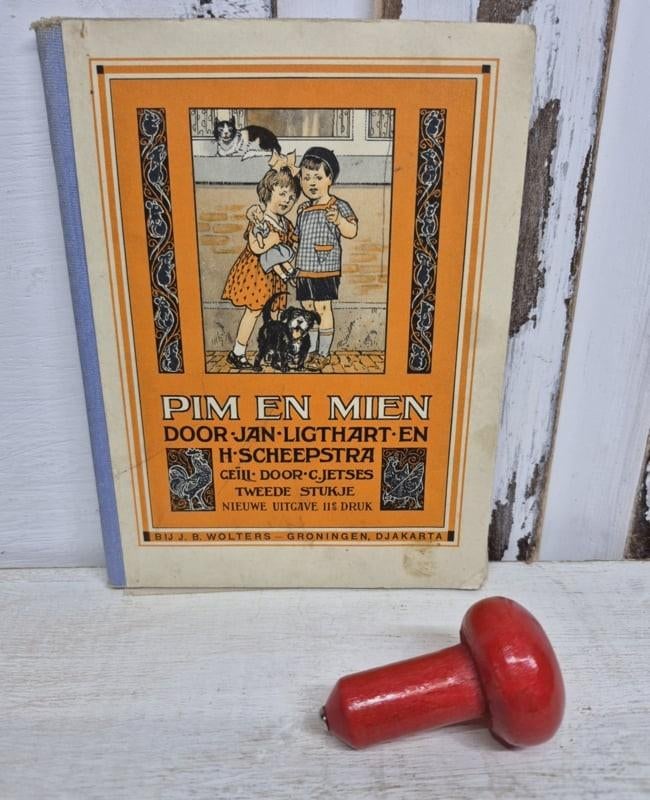 PIM EN MIEN
DOOR·JAN·LIGTHART·EN
H·SCHEEPSTRA
GEÏLL·DOOR·C.JETSES
TWEEDE STUKJE
NIEUWE UITGAVE 11DE DRUK
BIJ J. B. WOLTERS — GRONINGEN, DJAKARTA